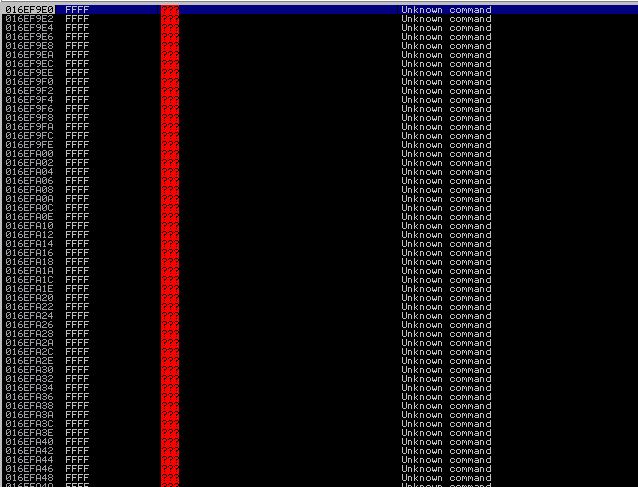 016EF9E0 FFFF ??? Unknown command
016EF9E2 FFFF ??? Unknown command
016EF9E4 FFFF ??? Unknown command
016EF9E6 FFFF ??? Unknown command
016EF9E8 FFFF ??? Unknown command
016EF9EA FFFF ??? Unknown command
016EF9EC FFFF ??? Unknown command
016EF9EE FFFF ??? Unknown command
016EF9F0 FFFF ??? Unknown command
016EF9F2 FFFF ??? Unknown command
016EF9F4 FFFF ??? Unknown command
016EF9F6 FFFF ??? Unknown command
016EF9F8 FFFF ??? Unknown command
016EF9FA FFFF ??? Unknown command
016EF9FC FFFF ??? Unknown command
016EF9FE FFFF ??? Unknown command
016EFA00 FFFF ??? Unknown command
016EFA02 FFFF ??? Unknown command
016EFA04 FFFF ??? Unknown command
016EFA06 FFFF ??? Unknown command
016EFA08 FFFF ??? Unknown command
016EFA0A FFFF ??? Unknown command
016EFA0C FFFF ??? Unknown command
016EFA0E FFFF ??? Unknown command
016EFA10 FFFF ??? Unknown command
016EFA12 FFFF ??? Unknown command
016EFA14 FFFF ??? Unknown command
016EFA16 FFFF ??? Unknown command
016EFA18 FFFF ??? Unknown command
016EFA1A FFFF ??? Unknown command
016EFA1C FFFF ??? Unknown command
016EFA1E FFFF ??? Unknown command
016EFA20 FFFF ??? Unknown command
016EFA22 FFFF ??? Unknown command
016EFA24 FFFF ??? Unknown command
016EFA26 FFFF ??? Unknown command
016EFA28 FFFF ??? Unknown command
016EFA2A FFFF ??? Unknown command
016EFA2C FFFF ??? Unknown command
016EFA2E FFFF ??? Unknown command
016EFA30 FFFF ??? Unknown command
016EFA32 FFFF ??? Unknown command
016EFA34 FFFF ??? Unknown command
016EFA36 FFFF ??? Unknown command
016EFA38 FFFF ??? Unknown command
016EFA3A FFFF ??? Unknown command
016EFA3C FFFF ??? Unknown command
016EFA3E FFFF ??? Unknown command
016EFA40 FFFF ??? Unknown command
016EFA42 FFFF ??? Unknown command
016EFA44 FFFF ??? Unknown command
016EFA46 FFFF ??? Unknown command
016EFA48 FFFF ??? Unknown command